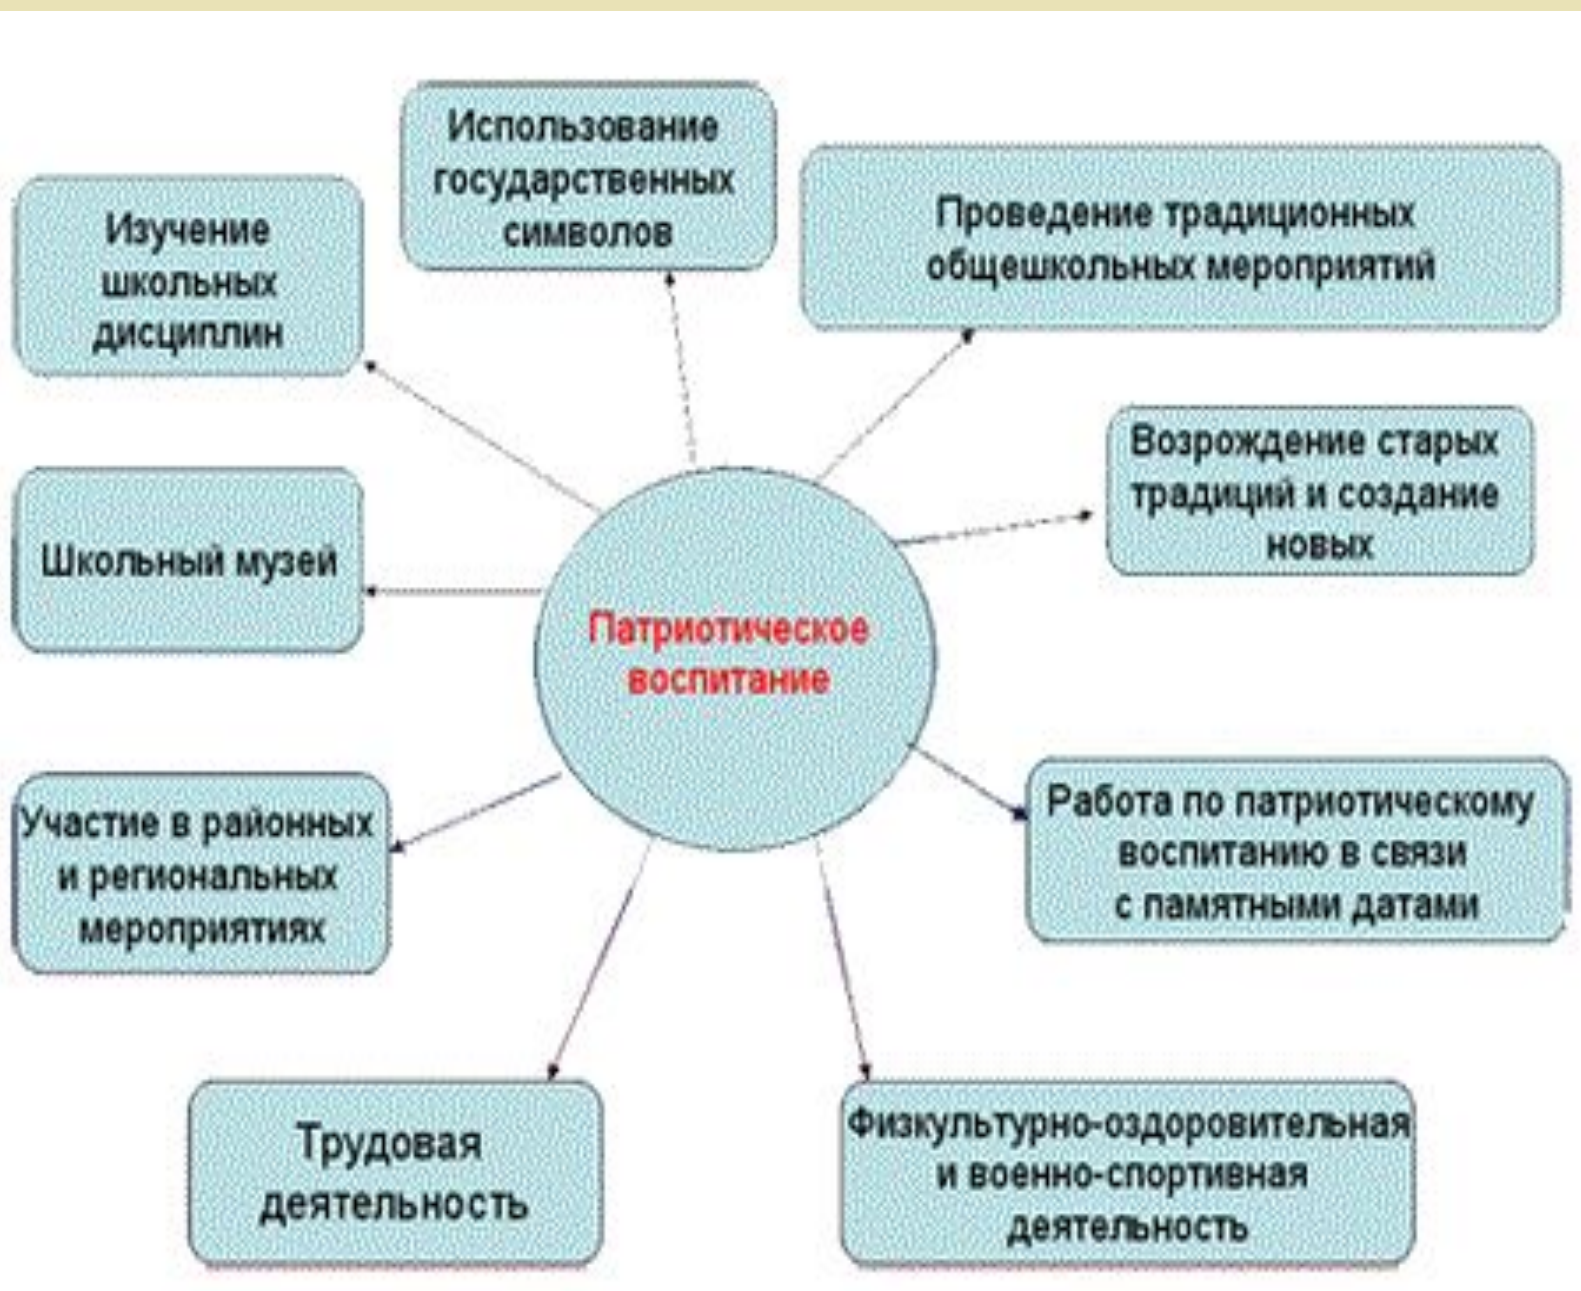 Использование
государственных
символов
Проведение традиционных
общешкольных мероприятий
Изучение
школьных
дисциплин
Возрождение старых
традиций и создание
новых
Школьный музей
Патриотическое
воспитание
Участие в районных
и региональных
мероприятиях
Работа по патриотическому
воспитанию в связи
с памятными датами
Трудовая
деятельность
Физкультурно-оздоровительная
и военно-спортивная
деятельность